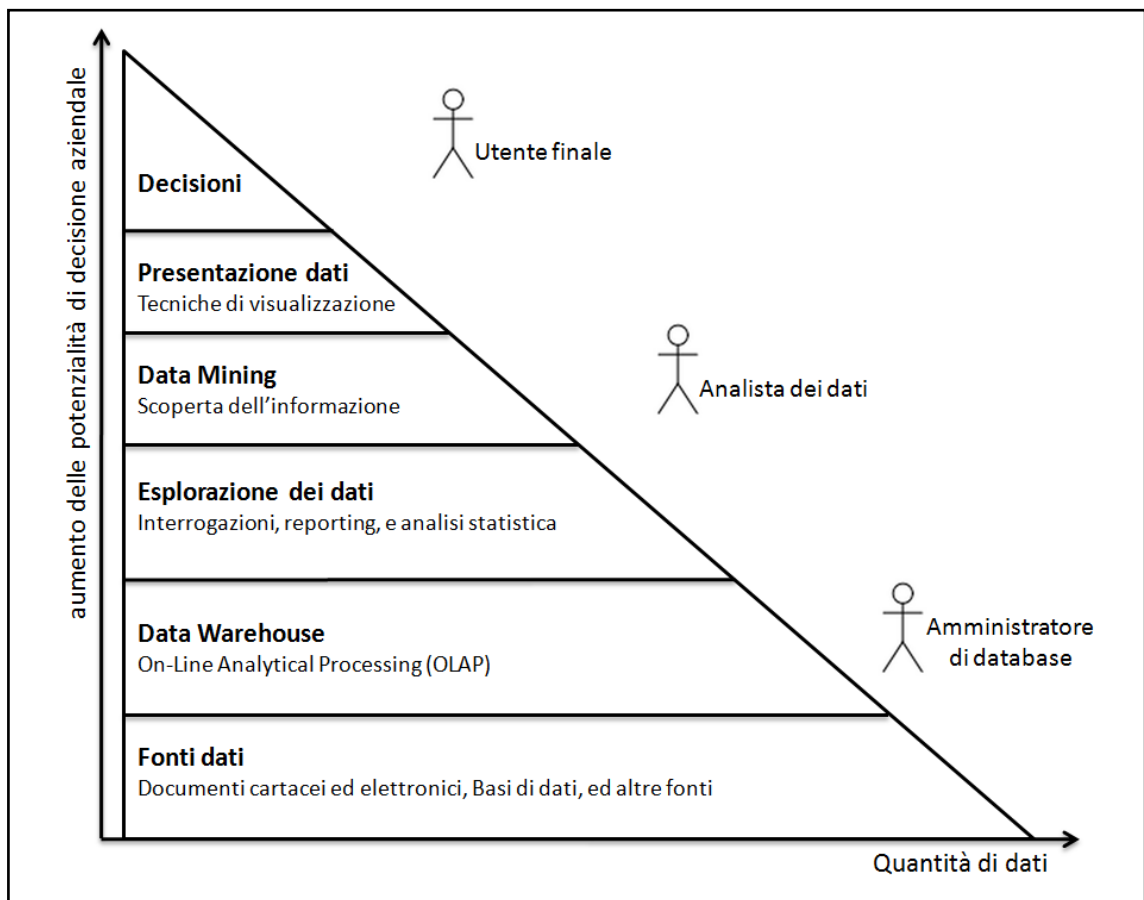 aumento delle potenzialità di decisione aziendale
Decisioni
Utente finale
Presentazione dati
Tecniche di visualizzazione
Data Mining
Scoperta dell'informazione
Analista dei dati
Esplorazione dei dati
Interrogazioni, reporting, e analisi statistica
Data Warehouse
On-Line Analytical Processing (OLAP)
Amministratore
di database
Fonti dati
Documenti cartacei ed elettronici, Basi di dati, ed altre fonti
Quantità di dati